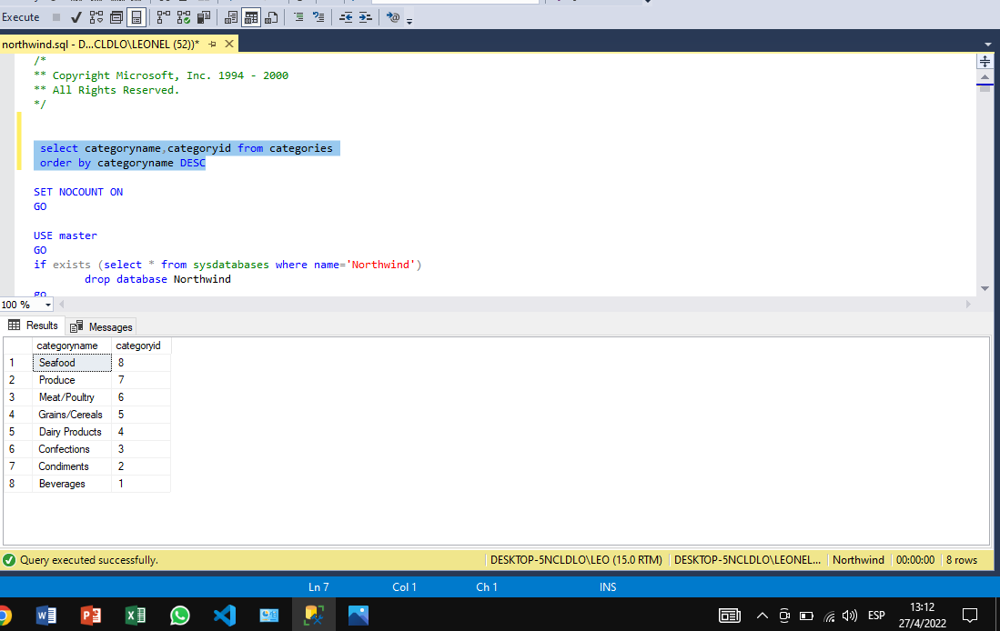 Execute
northwind.sql - D...CLDLO\LEONEL (52))*
/*
** Copyright Microsoft, Inc. 1994 - 2000
** All Rights Reserved.
*/
select categoryname,categoryid from categories
order by categoryname DESC
SET NOCOUNT ON
GO
USE master
GO
if exists (select * from sysdatabases where name='Northwind')
drop database Northwind
go
100 %
Results Messages
categoryname categoryid
1 Seafood 8
2 Produce 7
3 Meat/Poultry 6
4 Grains/Cereals 5
5 Dairy Products 4
6 Confections 3
7 Condiments 2
8 Beverages 1
Query executed successfully. DESKTOP-5NCLDLO\LEO (15.0 RTM) DESKTOP-5NCLDLO\LEONEL... Northwind 00:00:00 8 rows
Ln 7 Col 1 Ch 1 INS
ESP
13:12
27/4/2022